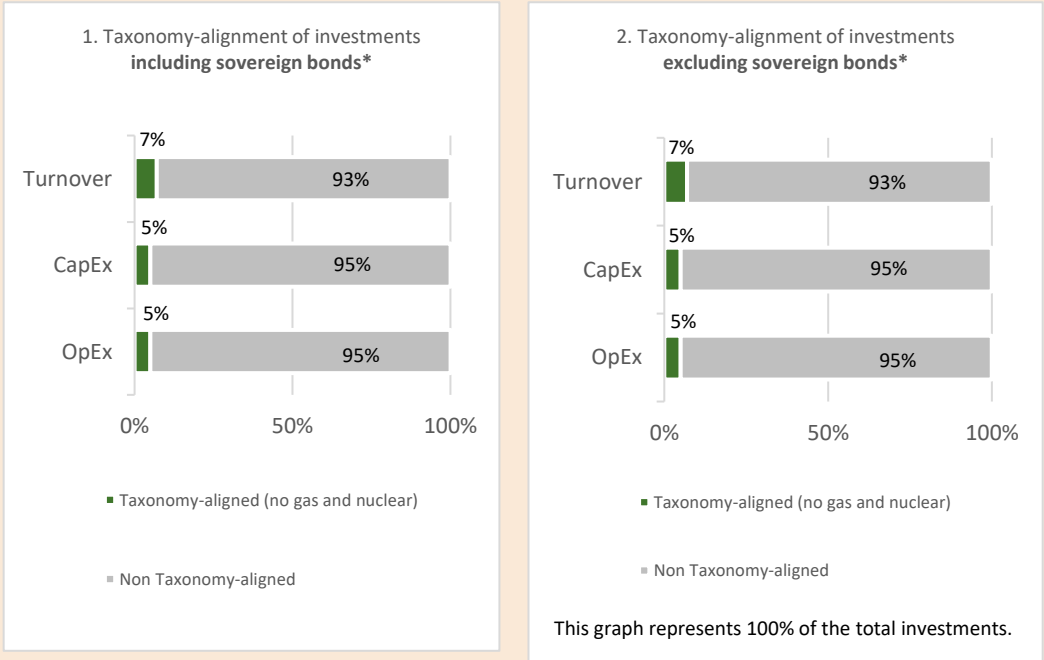 1. Taxonomy-alignment of investments
including sovereign bonds*
7%
Turnover
93%
5%
CapEx
95%
5%
OpEx
95%
0%
50%
100%
Taxonomy-aligned (no gas and nuclear)
Non Taxonomy-aligned
2. Taxonomy-alignment of investments
excluding sovereign bonds*
7%
Turnover
93%
5%
CapEx
95%
5%
OpEx
95%
0%
50%
100%
Taxonomy-aligned (no gas and nuclear)
Non Taxonomy-aligned
This graph represents 100% of the total investments.